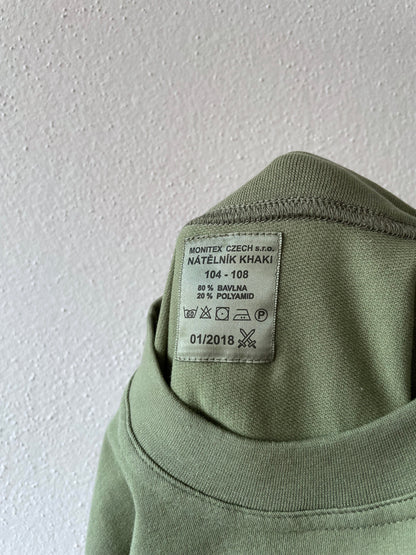 MONITEX CZECH s.r.o.
NÁTĚLNÍK KHAKI
104 - 108
80 % BAVLNA
20 % POLYAMID
P
01/2018